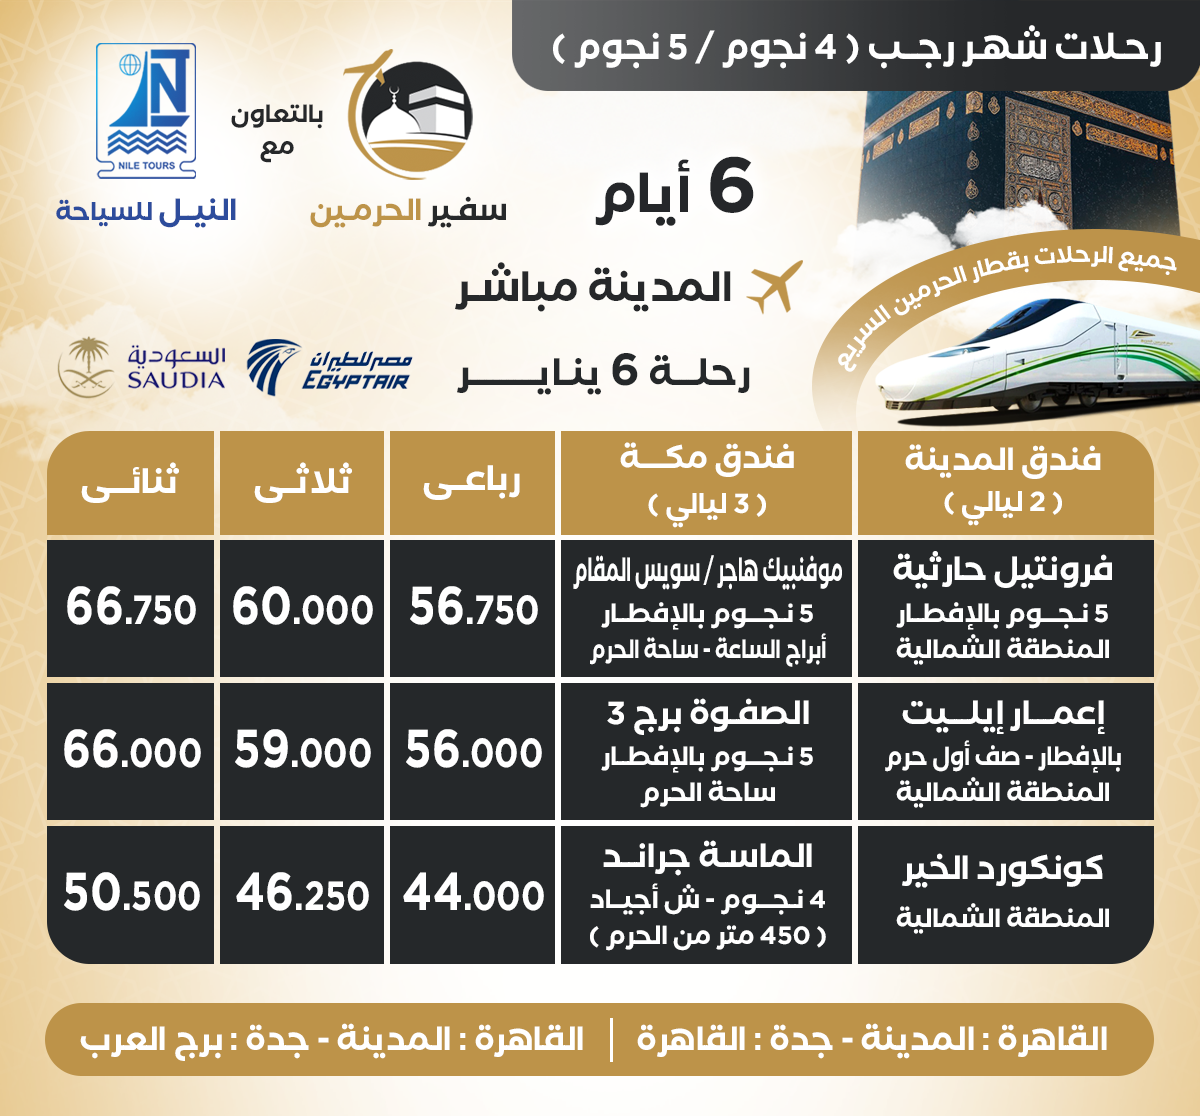 رحلات شهر رجب ( 4 نجوم / 5 نجوم )
سفير الحرمين
بالتعاون
مع
NILE TOURS
النيل للسياحة
6 أيام
المدينة مباشر
رحلة 6 يناير
جميع الرحلات بقطار الحرمين السريع
مصر للطيران
EGYPTAIR
السعودية
SAUDIA
فندق المدينة
( 2 ليالي )
فندق مكة
( 3 ليالي )
رباعى
ثلاثى
ثنائى
فرونتيل حارثية
5 نجوم بالإفطار
المنطقة الشمالية
موفنبيك هاجر / سويس المقام
5 نجوم بالإفطار
أبراج الساعة - ساحة الحرم
56.750
60.000
66.750
إعمار إيليت
بالإفطار - صف أول حرم
المنطقة الشمالية
الصفوة برج 3
5 نجوم بالإفطار
ساحة الحرم
56.000
59.000
66.000
كونكورد الخير
المنطقة الشمالية
الماسة جراند
4 نجوم - ش أجياد
( 450 متر من الحرم )
44.000
46.250
50.500
القاهرة : المدينة - جدة : القاهرة
القاهرة : المدينة - جدة : برج العرب